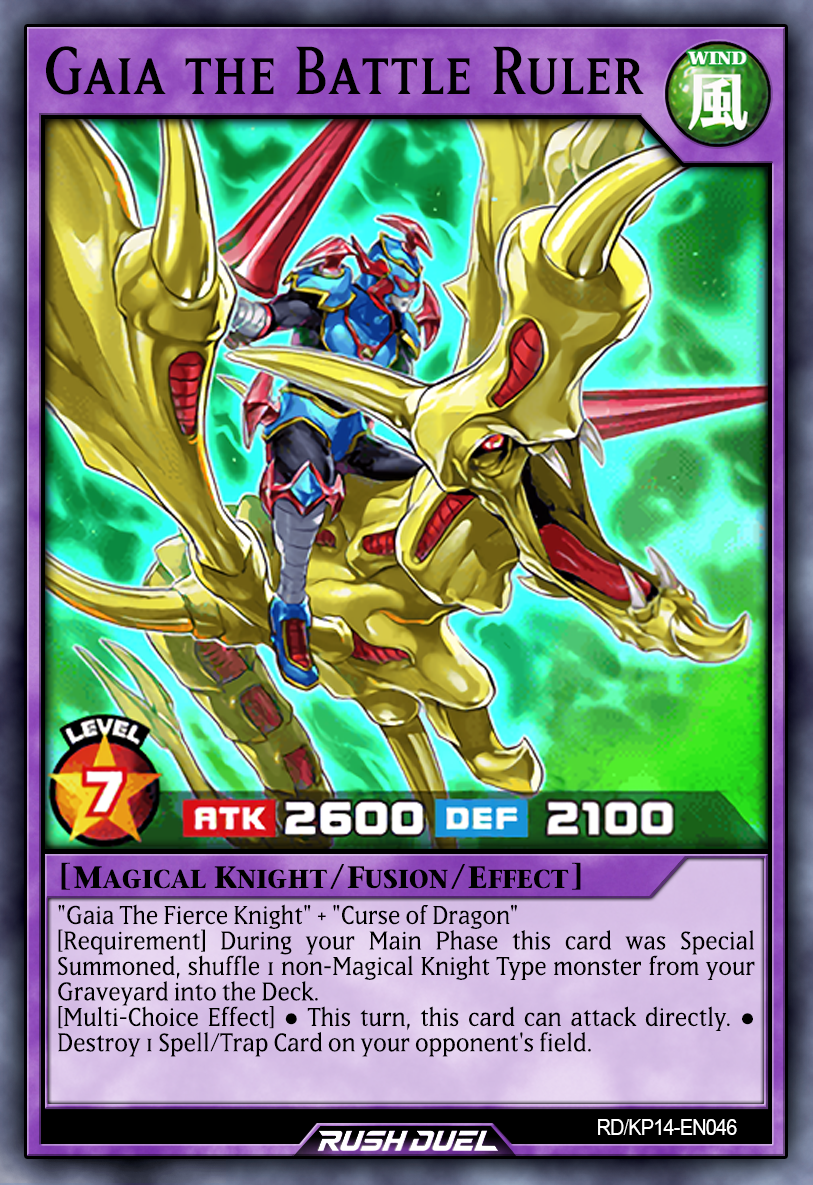 Gaia the Battle Ruler
WIND
風
LEVEL
7
ATK 2600 DEF 2100
[Magical Knight/Fusion/Effect]
"Gaia The Fierce Knight" + "Curse of Dragon"
[Requirement] During your Main Phase this card was Special
Summoned, shuffle 1 non-Magical Knight Type monster from your
Graveyard into the Deck.
[Multi-Choice Effect] ● This turn, this card can attack directly. ●
Destroy 1 Spell/Trap Card on your opponent's field.
RD/KP14-EN046
RUSH DUEL